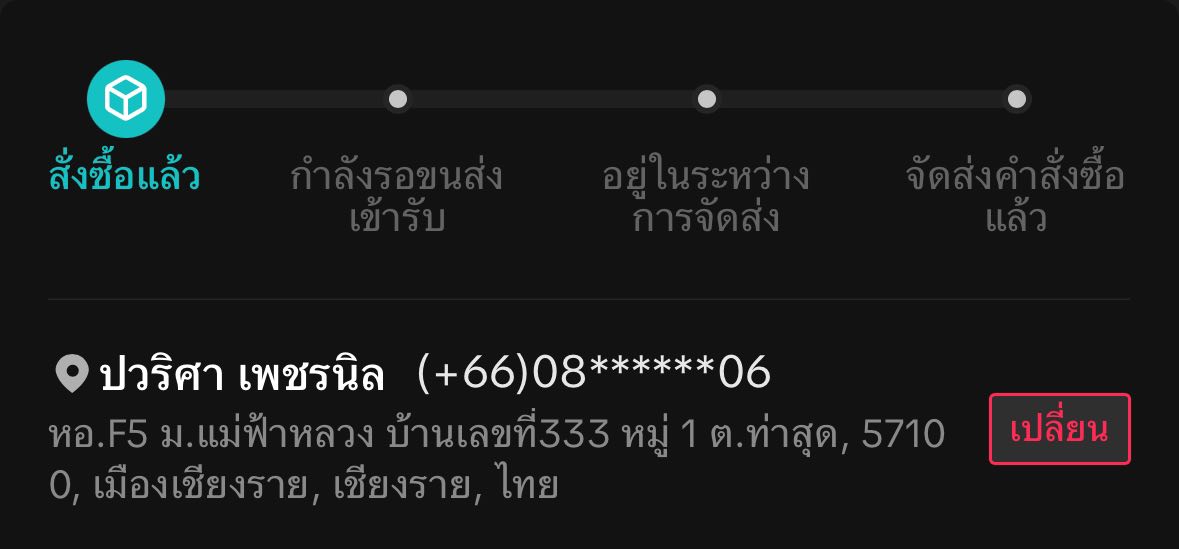 สั่งซื้อแล้ว
กำลังรอขนส่ง
เข้ารับ
อยู่ในระหว่าง
การจัดส่ง
จัดส่งคำสั่งซื้อ
แล้ว
ปวริศา เพชรนิล (+66)08******06
หอ.F5 ม.แม่ฟ้าหลวง บ้านเลขที่333 หมู่ 1 ต.ท่าสุด, 5710
0, เมืองเชียงราย, เชียงราย, ไทย
เปลี่ยน